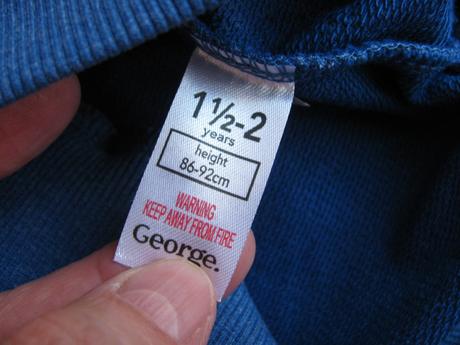 1½-2
years
height
86-92cm
WARNING
KEEP AWAY FROM FIRE
George.